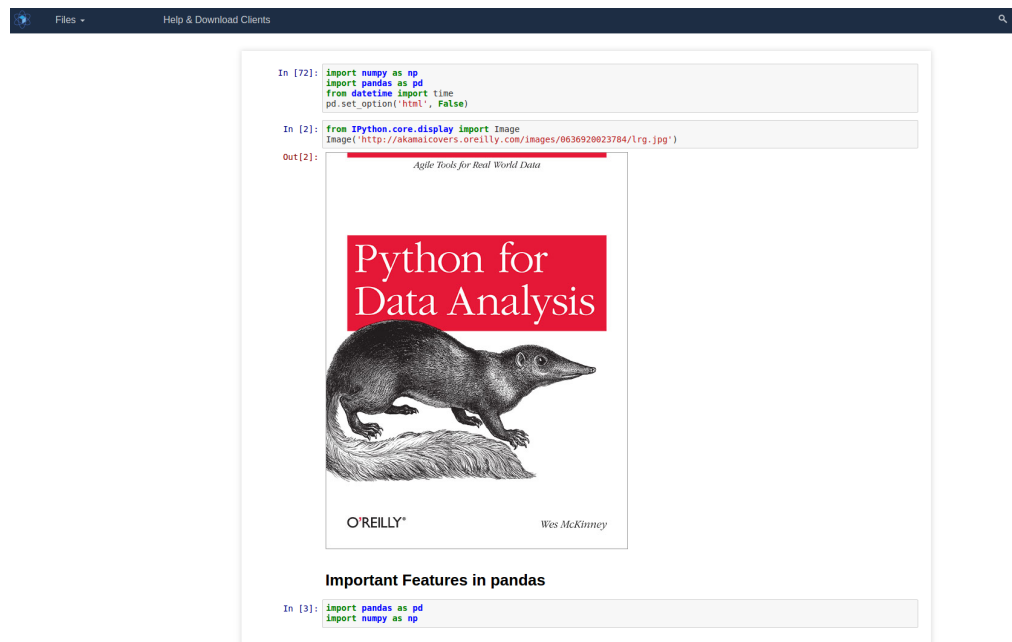 Files
Help & Download Clients
In [72]: import numpy as np
import pandas as pd
from datetime import time
pd.set_option('html', False)
In [2]: from IPython.core.display import Image
Image('http://akamaicovers.oreilly.com/images/0636920023784/lrg.jpg')
Out[2]:
Agile Tools for Real World Data
Python for
Data Analysis
O'REILLY®
Wes McKinney
Important Features in pandas
In [3]: import pandas as pd
import numpy as np